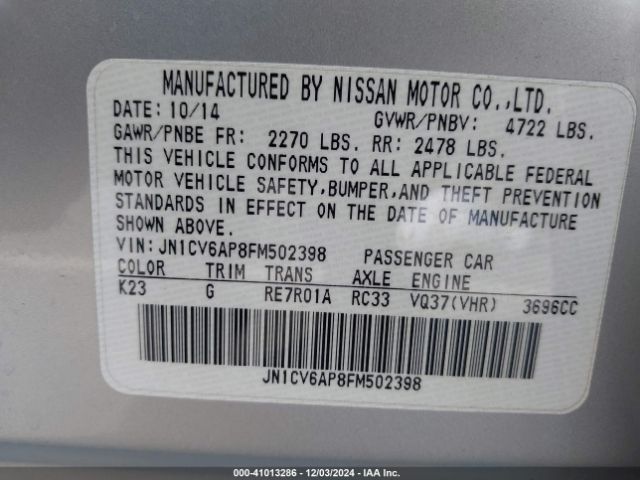 MANUFACTURED BY NISSAN MOTOR CO.,LTD.
DATE: 10/14 GVWR/PNBV: 4722 LBS.
GAWR/PNBE FR: 2270 LBS. RR: 2478 LBS.
THIS VEHICLE CONFORMS TO ALL APPLICABLE FEDERAL
MOTOR VEHICLE SAFETY,BUMPER,AND THEFT PREVENTION
STANDARDS IN EFFECT ON THE DATE OF MANUFACTURE
SHOWN ABOVE.
VIN:JN1CV6AP8FM502398 PASSENGER CAR
COLOR TRIM TRANS AXLE ENGINE
K23 G RE7R01A RC33 VQ37(VHR) 3696CC
JN1CV6AP8FM502398
000-41013286 - 12/03/2024 - IAA Inc.